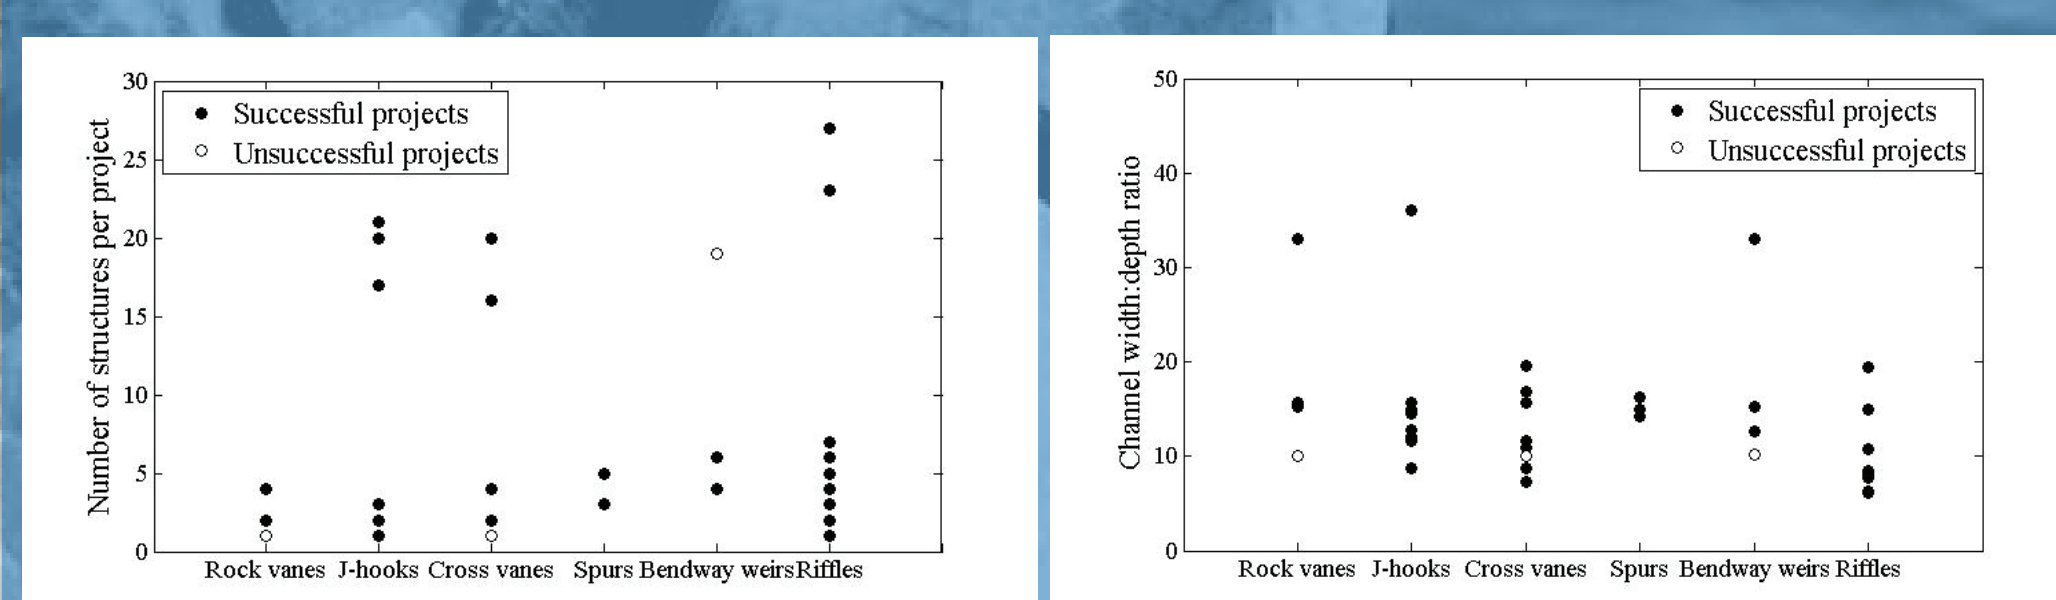 30
25
20
15
10
5
0
Number of structures per project
Successful projects
Unsuccessful projects
Rock vanes J-hooks Cross vanes Spurs Bendway weirs Riffles
50
40
30
20
10
0
Channel width:depth ratio
Successful projects
Unsuccessful projects
Rock vanes J-hooks Cross vanes Spurs Bendway weirs Riffles